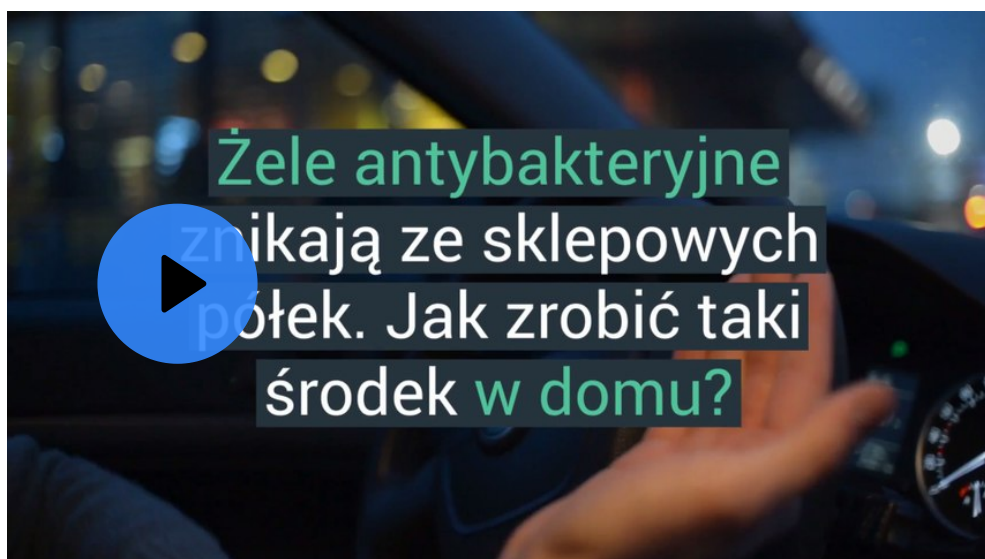 Żele antybakteryjne
znikają ze sklepowych
półek. Jak zrobić taki
środek w domu?